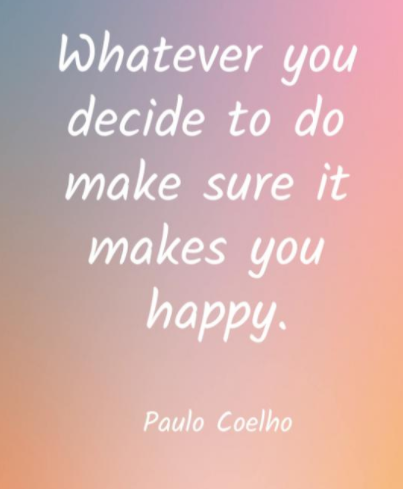 Whatever you
decide to do
make sure it
makes you
happy.
Paulo Coelho